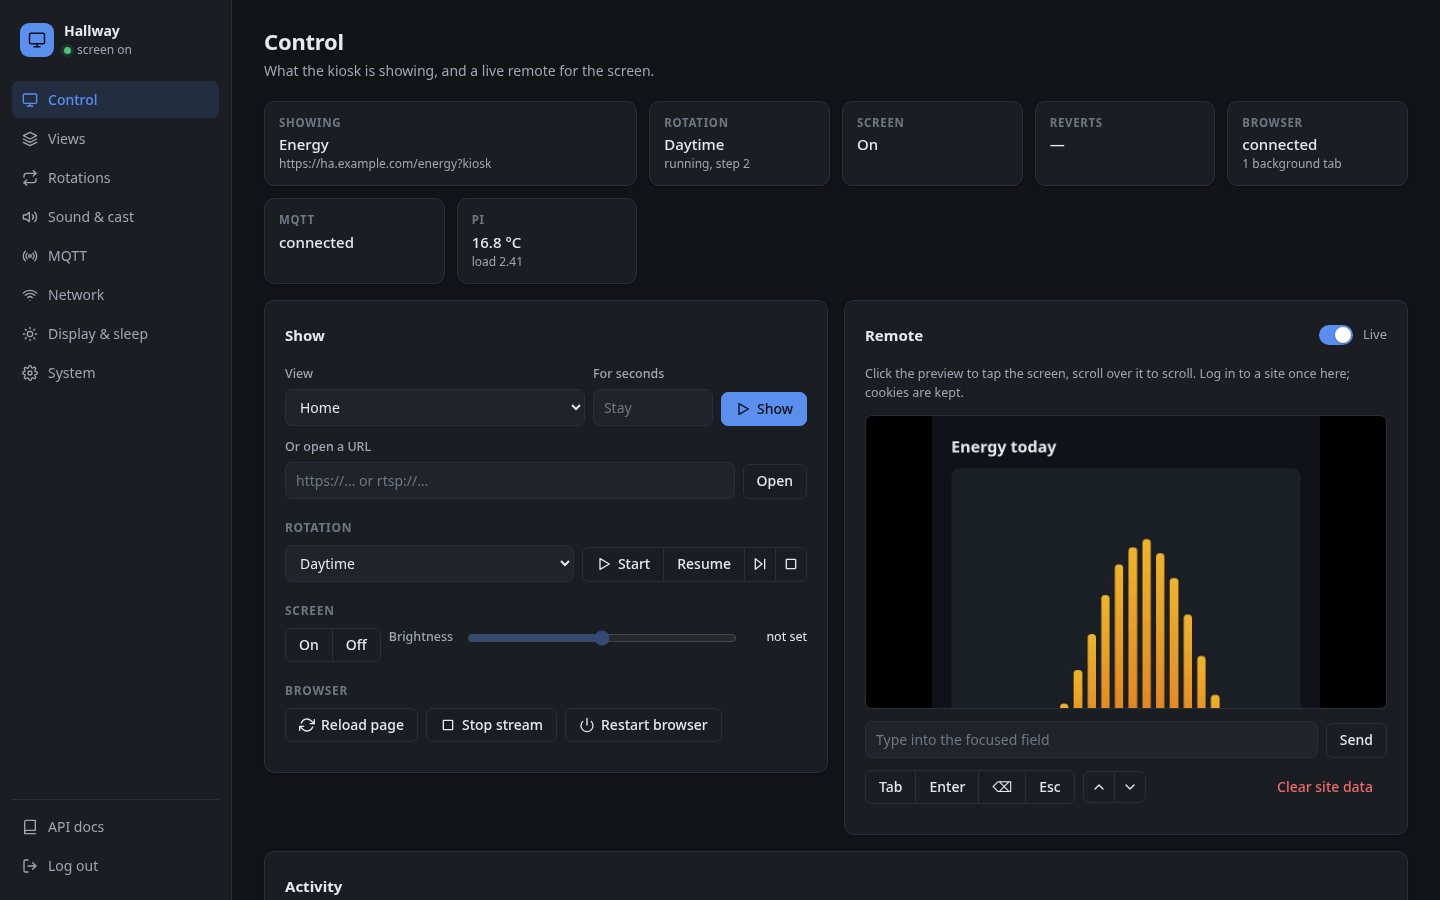 Hallway
screen on
Control
Views
Rotations
Sound & cast
MQTT
Network
Display & sleep
System
API docs
Log out
Control
What the kiosk is showing, and a live remote for the screen.
SHOWING
Energy
https://ha.example.com/energy?kiosk
ROTATION
Daytime
running, step 2
SCREEN
On
REVERTS
—
BROWSER
connected
1 background tab
MQTT
connected
PI
16.8 °C
load 2.41
Show
View
For seconds
Home
Stay
Show
Or open a URL
https://... or rtsp://...
Open
ROTATION
Daytime
Start
Resume
SCREEN
On
Off
Brightness
not set
BROWSER
Reload page
Stop stream
Restart browser
Remote
Live
Click the preview to tap the screen, scroll over it to scroll. Log in to a site once here;
cookies are kept.
Energy today
Type into the focused field
Send
Tab
Enter
⌫
Esc
Clear site data
Activity